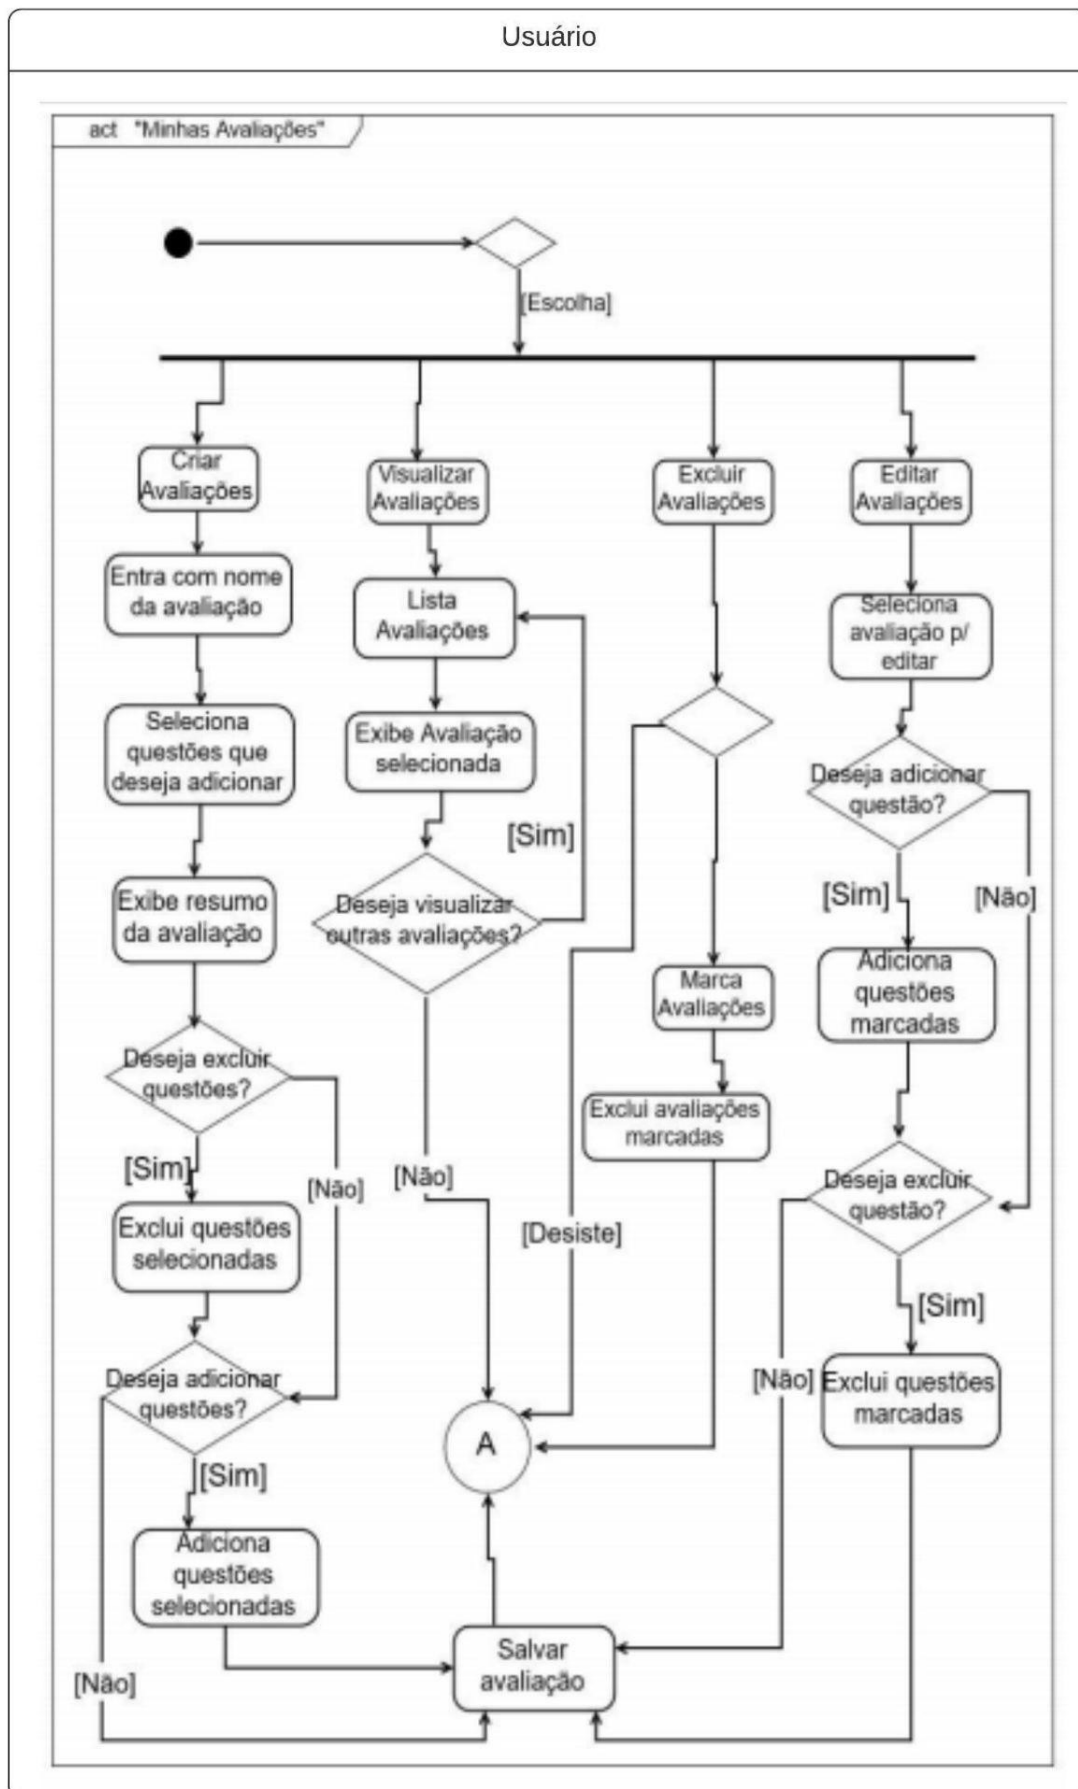 Usuário
act "Minhas Avaliações"
[Escolha]
Criar
Avaliações
Entra com nome
da avaliação
Seleciona
questões que
deseja adicionar
Exibe resumo
da avaliação
Deseja excluir
questões?
[Sim]
[Não]
Exclui questões
selecionadas
Deseja adicionar
questões?
[Sim]
Adiciona
questões
selecionadas
[Não]
Visualizar
Avaliações
Lista
Avaliações
Exibe Avaliação
selecionada
[Sim]
Deseja visualizar
outras avaliações?
[Não]
Excluir
Avaliações
Marca
Avaliações
Exclui avaliações
marcadas
[Desiste]
A
Salvar
avaliação
Editar
Avaliações
Seleciona
avaliação p/
editar
Deseja adicionar
questão?
[Sim]
[Não]
Adiciona
questões
marcadas
Deseja excluir
questão?
[Sim]
[Não]
Exclui questões
marcadas